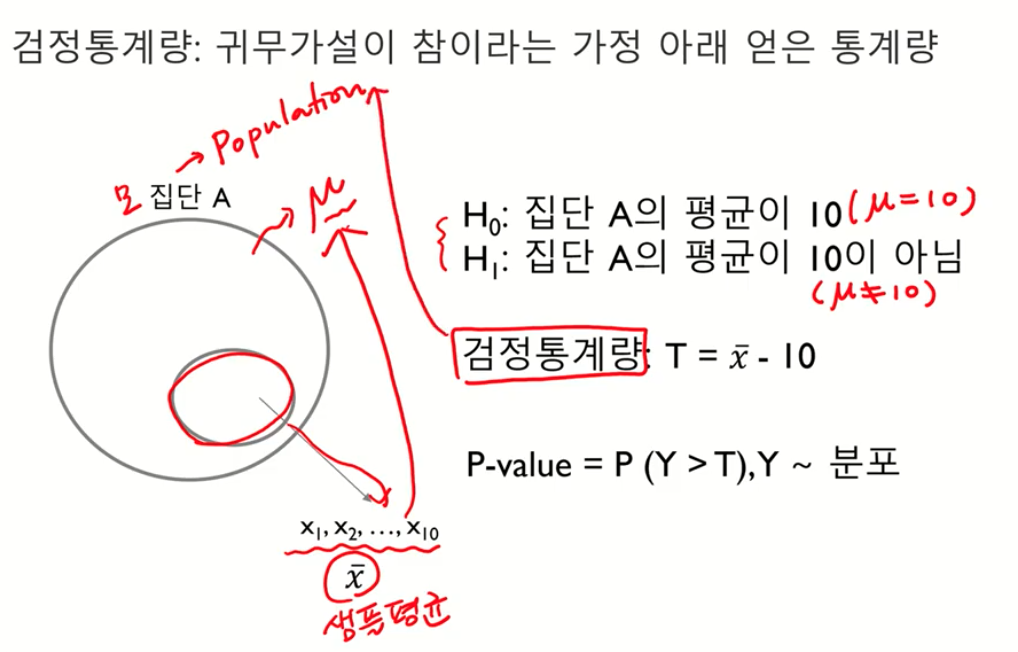 검정통계량: 귀무가설이 참이라는 가정 아래 얻은 통계량
→ Population
모 집단 A
→ μ
H₀: 집단 A의 평균이 10 (μ=10)
H₁: 집단 A의 평균이 10이 아님
(μ≠10)
검정통계량: T = x̄ - 10
P-value = P (Y > T),Y ~ 분포
x₁, x₂, …, x₁₀
x̄
샘플평균